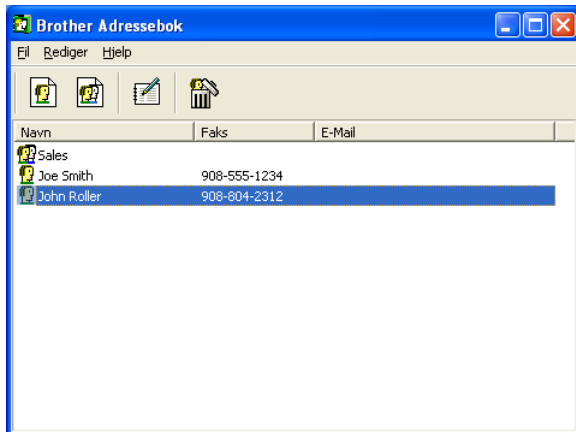 Brother Adressebok
Fil Rediger Hjelp
Navn Faks E-Mail
Sales
Joe Smith 908-555-1234
John Roller 908-804-2312